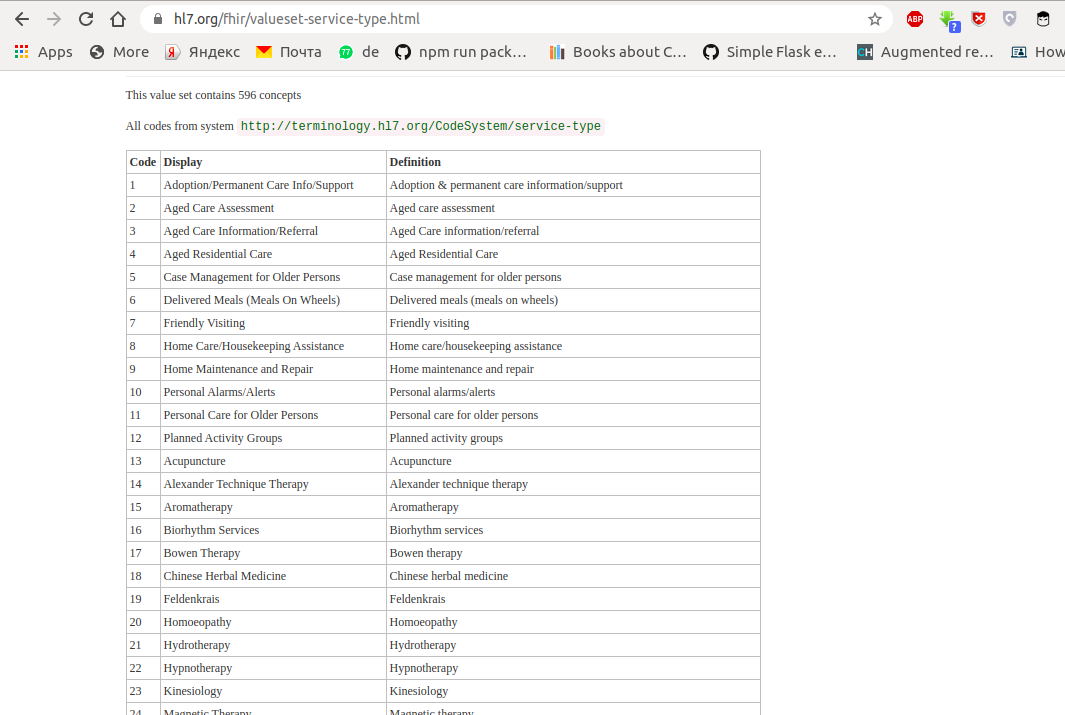 hl7.org/fhir/valueset-service-type.html
ABP
?
Apps More Яндекс Почта 77 de npm run pack… Books about C… Simple Flask e… CH Augmented re… How
This value set contains 596 concepts
All codes from system http://terminology.hl7.org/CodeSystem/service-type
Code Display Definition
1 Adoption/Permanent Care Info/Support Adoption & permanent care information/support
2 Aged Care Assessment Aged care assessment
3 Aged Care Information/Referral Aged Care information/referral
4 Aged Residential Care Aged Residential Care
5 Case Management for Older Persons Case management for older persons
6 Delivered Meals (Meals On Wheels) Delivered meals (meals on wheels)
7 Friendly Visiting Friendly visiting
8 Home Care/Housekeeping Assistance Home care/housekeeping assistance
9 Home Maintenance and Repair Home maintenance and repair
10 Personal Alarms/Alerts Personal alarms/alerts
11 Personal Care for Older Persons Personal care for older persons
12 Planned Activity Groups Planned activity groups
13 Acupuncture Acupuncture
14 Alexander Technique Therapy Alexander technique therapy
15 Aromatherapy Aromatherapy
16 Biorhythm Services Biorhythm services
17 Bowen Therapy Bowen therapy
18 Chinese Herbal Medicine Chinese herbal medicine
19 Feldenkrais Feldenkrais
20 Homoeopathy Homoeopathy
21 Hydrotherapy Hydrotherapy
22 Hypnotherapy Hypnotherapy
23 Kinesiology Kinesiology
24 Magnetic Therapy Magnetic therapy